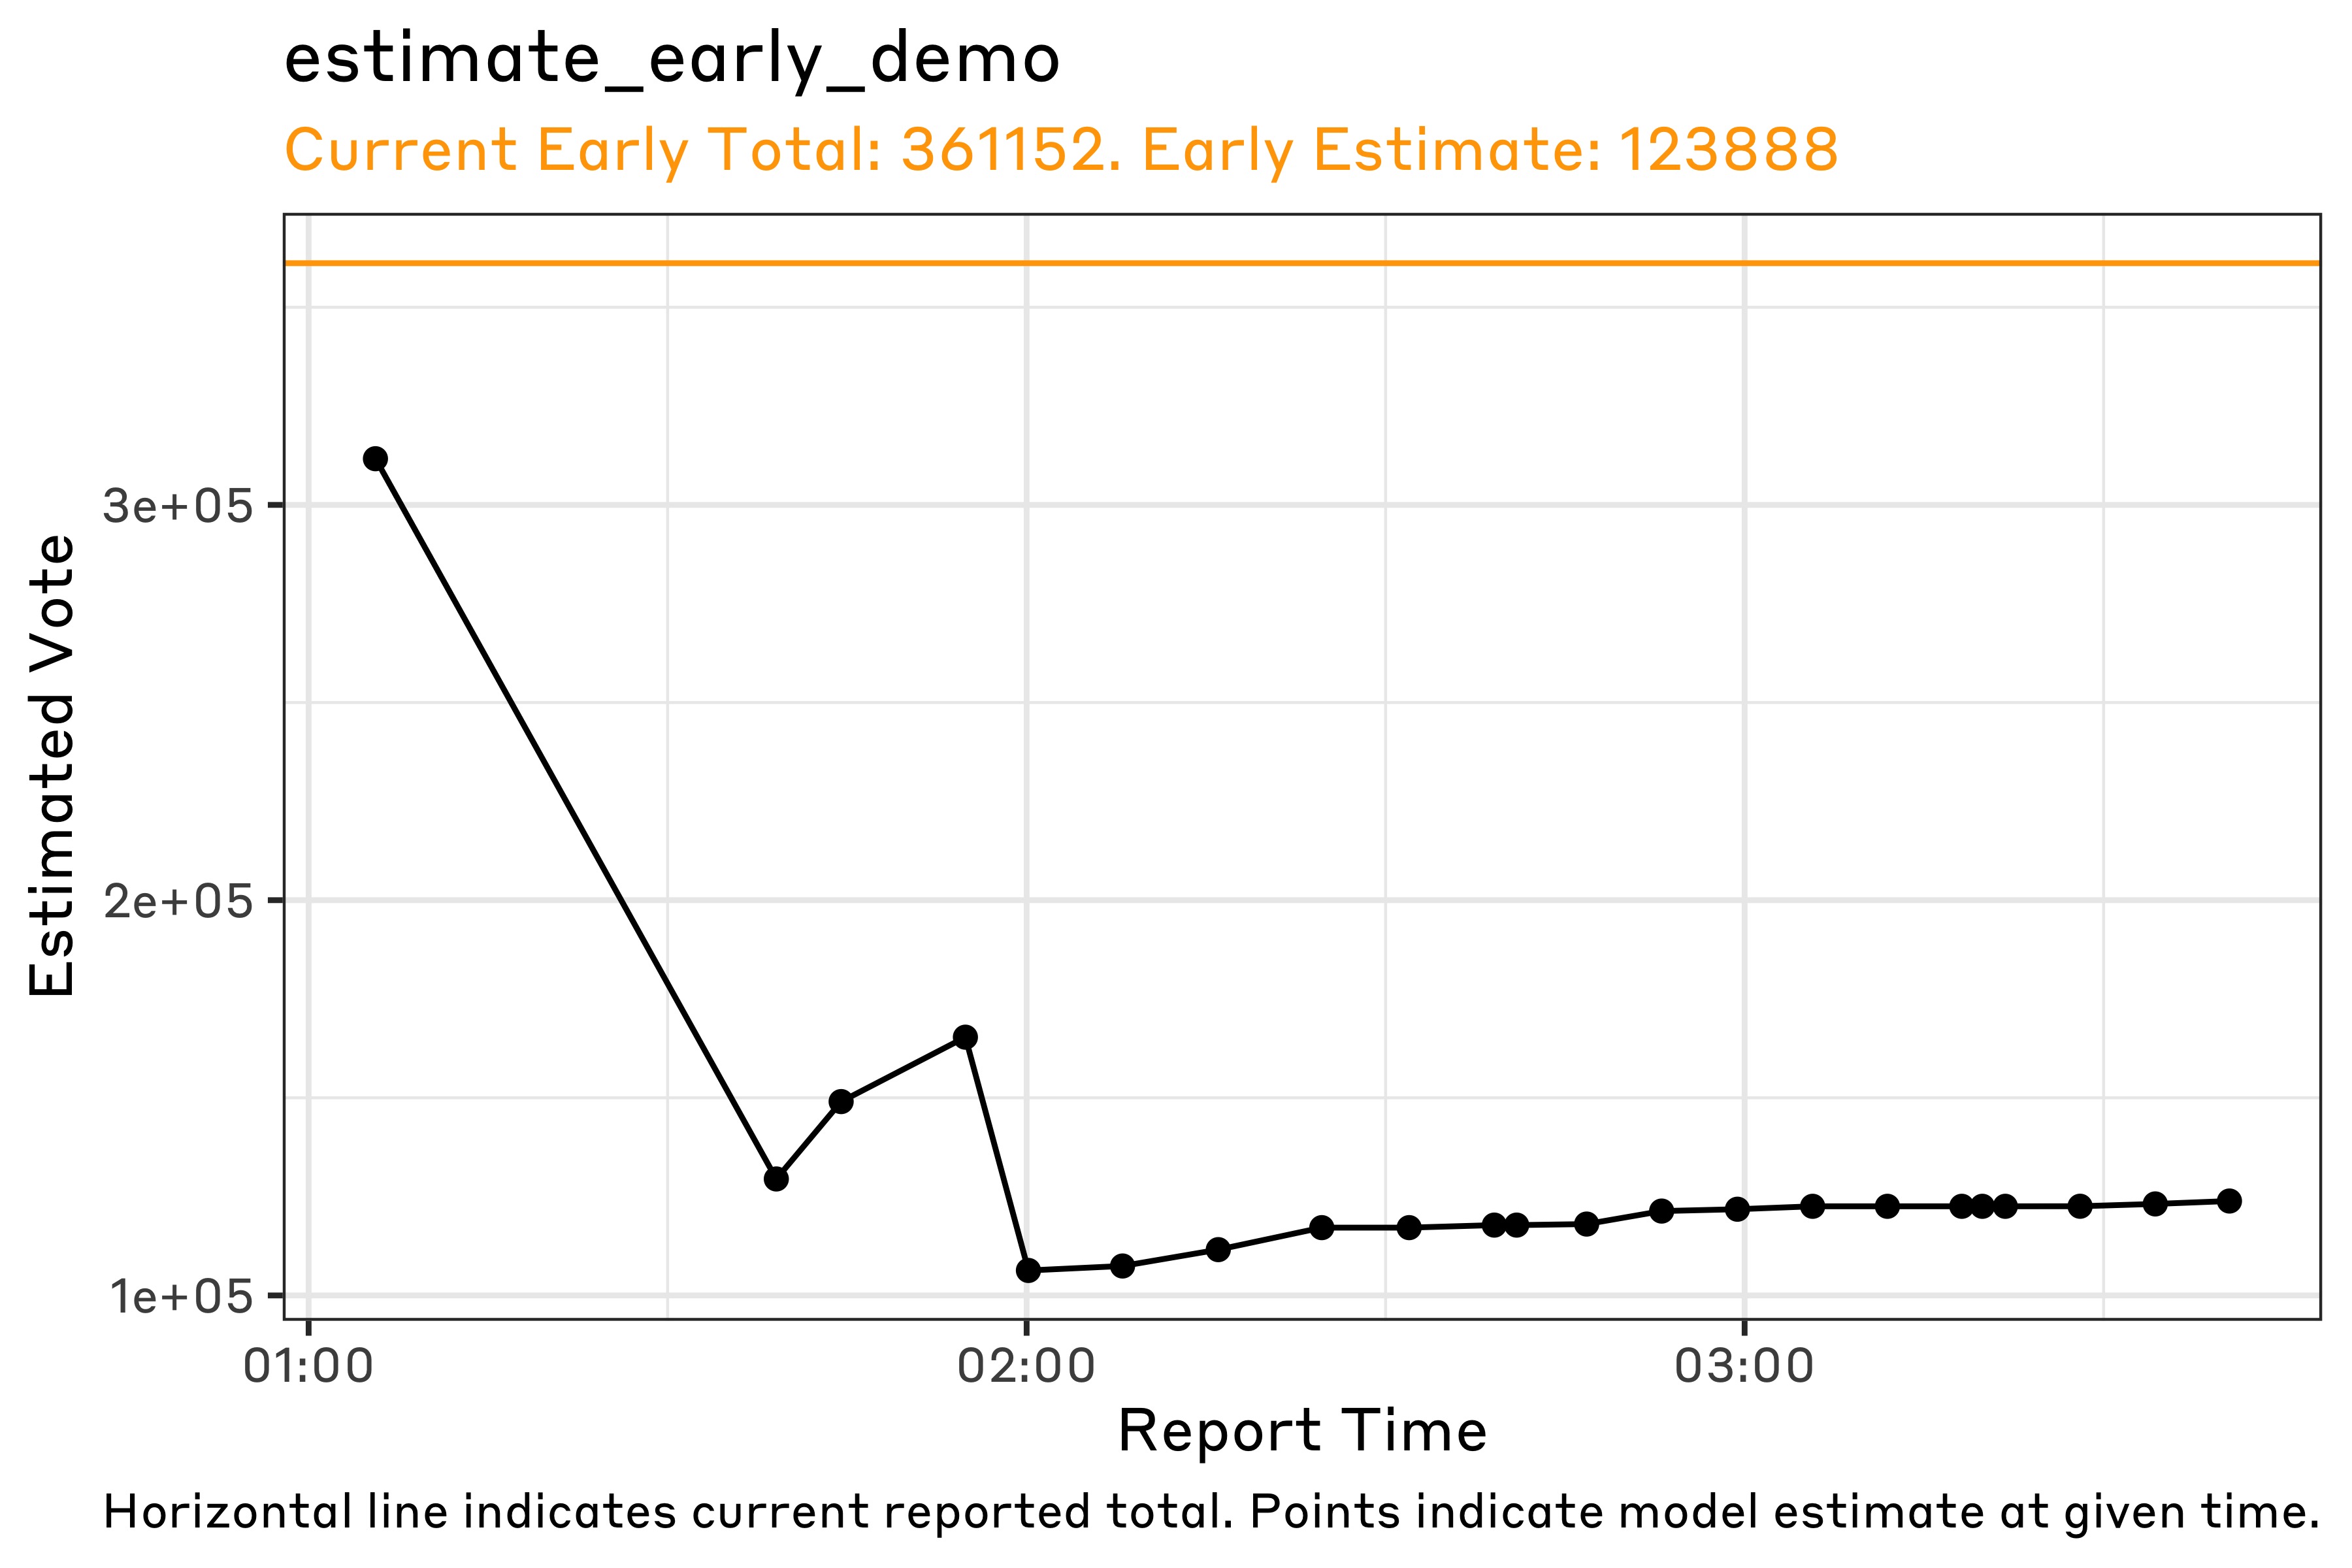 estimate_early_demo
Current Early Total: 361152. Early Estimate: 123888
Estimated Vote
3e+05
2e+05
1e+05
01:00
02:00
03:00
Report Time
Horizontal line indicates current reported total. Points indicate model estimate at given time.